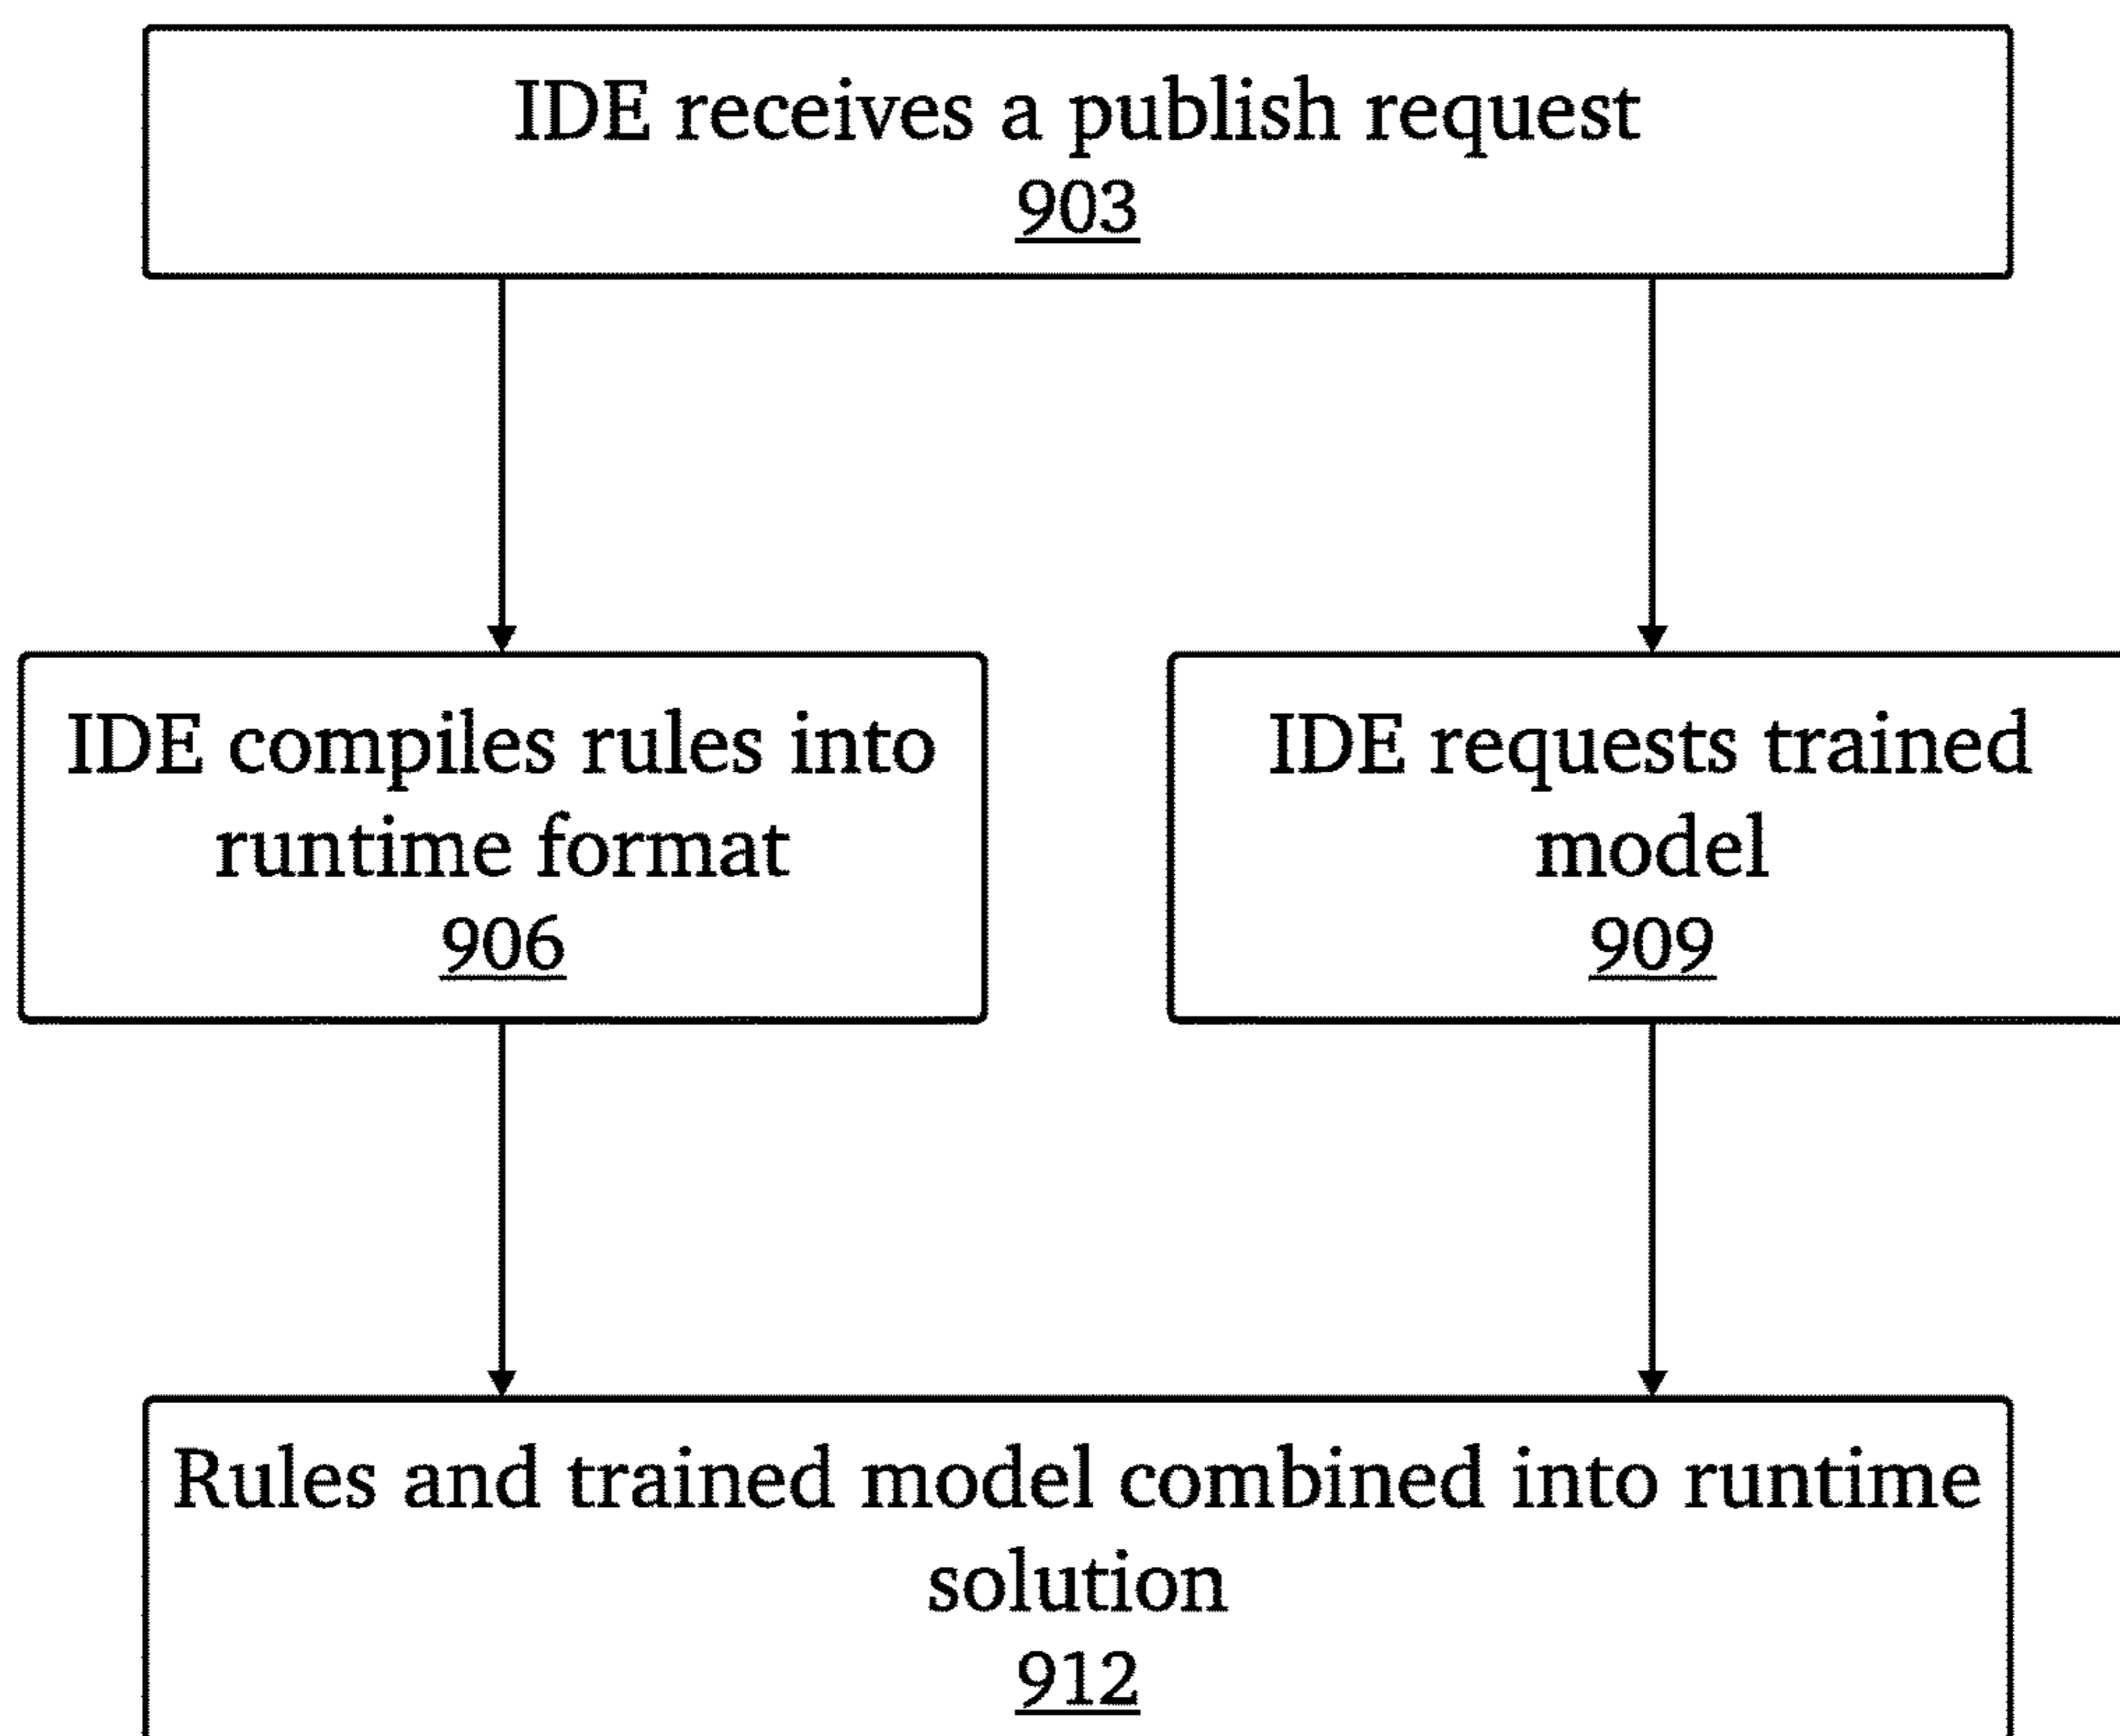 IDE receives a publish request
903
IDE compiles rules into
runtime format
906
IDE requests trained
model
909
Rules and trained model combined into runtime
solution
912